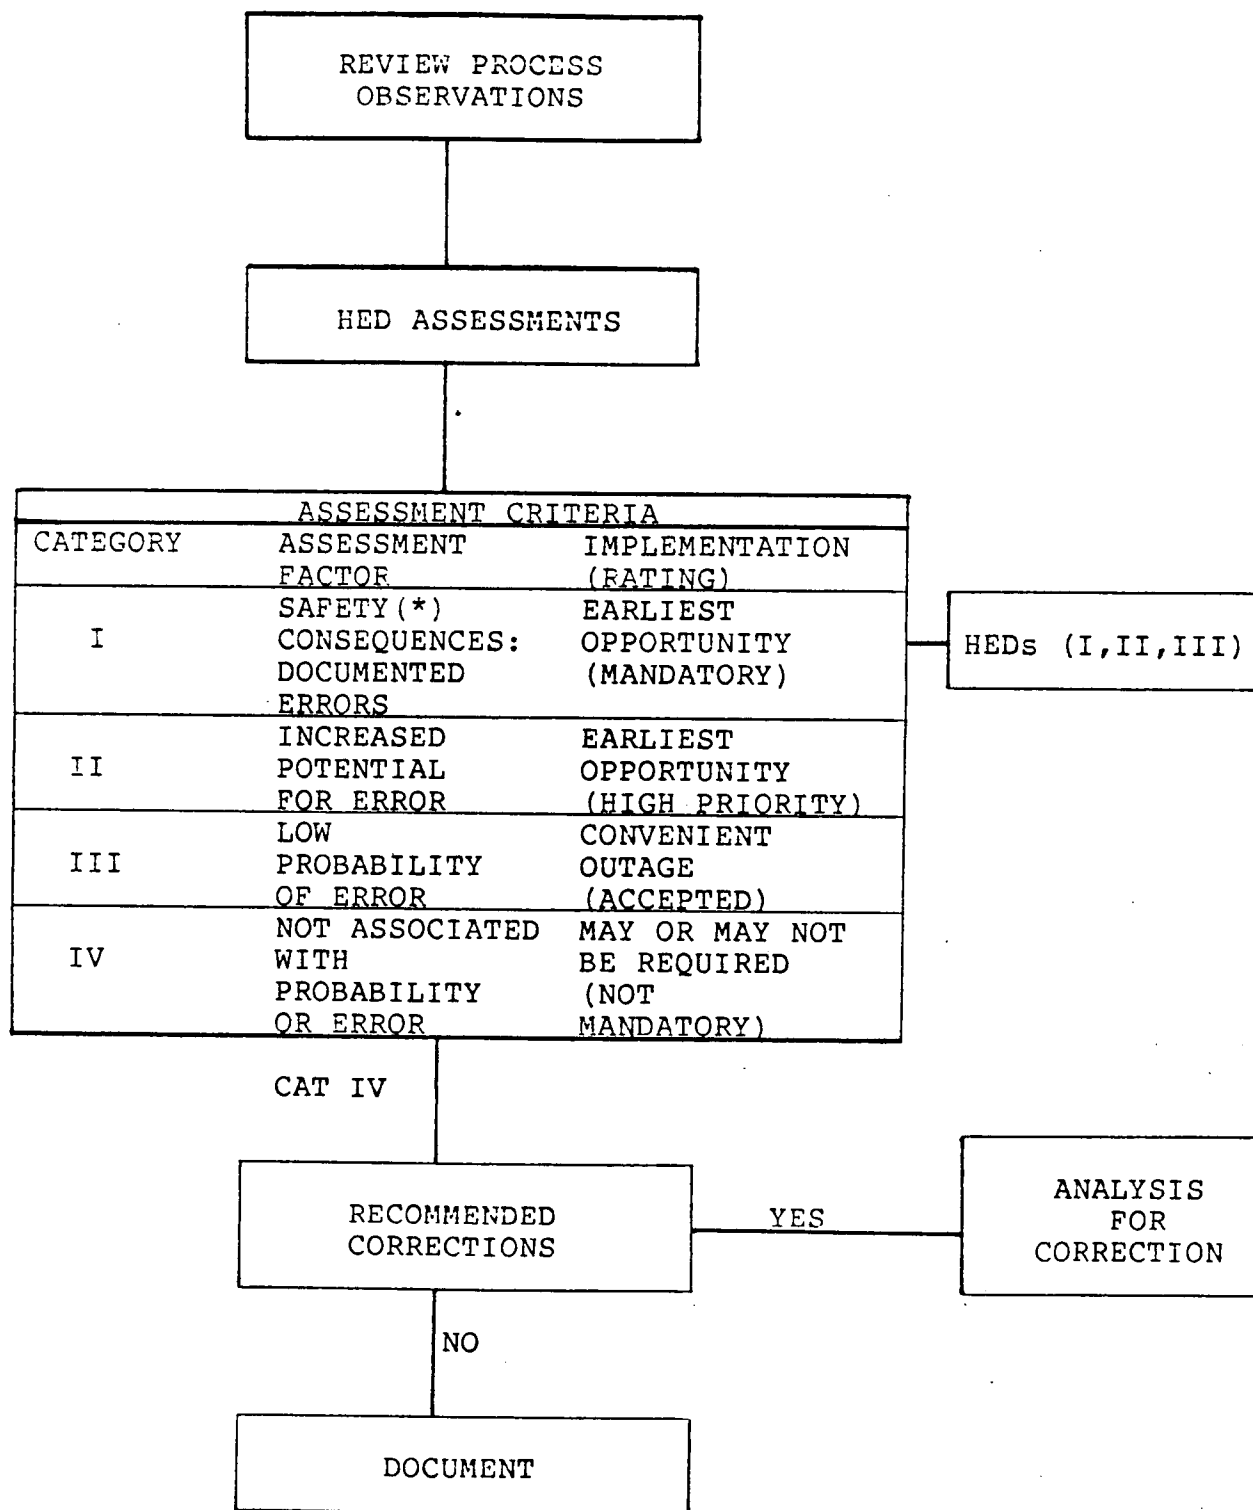 REVIEW PROCESS
OBSERVATIONS
HED ASSESSMENTS
ASSESSMENT CRITERIA
CATEGORY ASSESSMENT IMPLEMENTATION
FACTOR (RATING)
SAFETY(*) EARLIEST
I CONSEQUENCES: OPPORTUNITY
DOCUMENTED (MANDATORY)
ERRORS
HEDs (I,II,III)
INCREASED EARLIEST
II POTENTIAL OPPORTUNITY
FOR ERROR (HIGH PRIORITY)
LOW CONVENIENT
III PROBABILITY OUTAGE
OF ERROR (ACCEPTED)
NOT ASSOCIATED MAY OR MAY NOT
IV WITH BE REQUIRED
PROBABILITY (NOT
OR ERROR MANDATORY)
CAT IV
RECOMMENDED
CORRECTIONS
YES
ANALYSIS
FOR
CORRECTION
NO
DOCUMENT